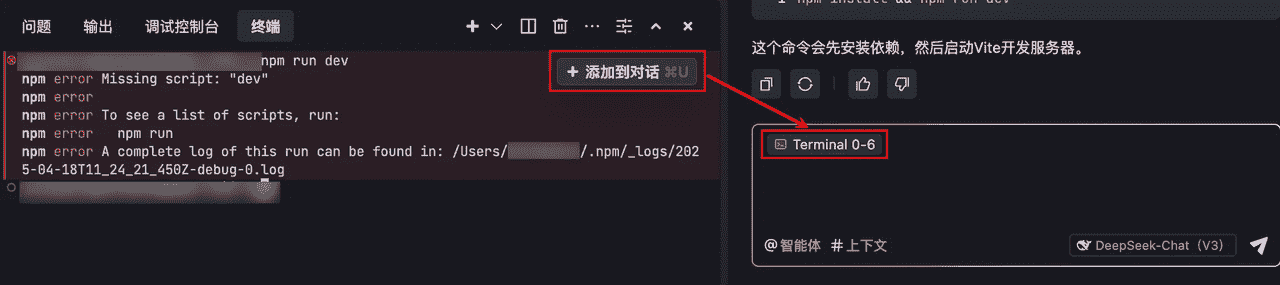 问题 输出 调试控制台 终端
npm run dev
npm error Missing script: "dev"
npm error
npm error To see a list of scripts, run:
npm error npm run
npm error A complete log of this run can be found in: /Users/ /.npm/_logs/202
5-04-18T11_24_21_450Z-debug-0.log
+ 添加到对话 ⌘U
1 npm install && npm run dev
这个命令会先安装依赖，然后启动Vite开发服务器。
Terminal 0-6
@智能体 #上下文
DeepSeek-Chat（V3）